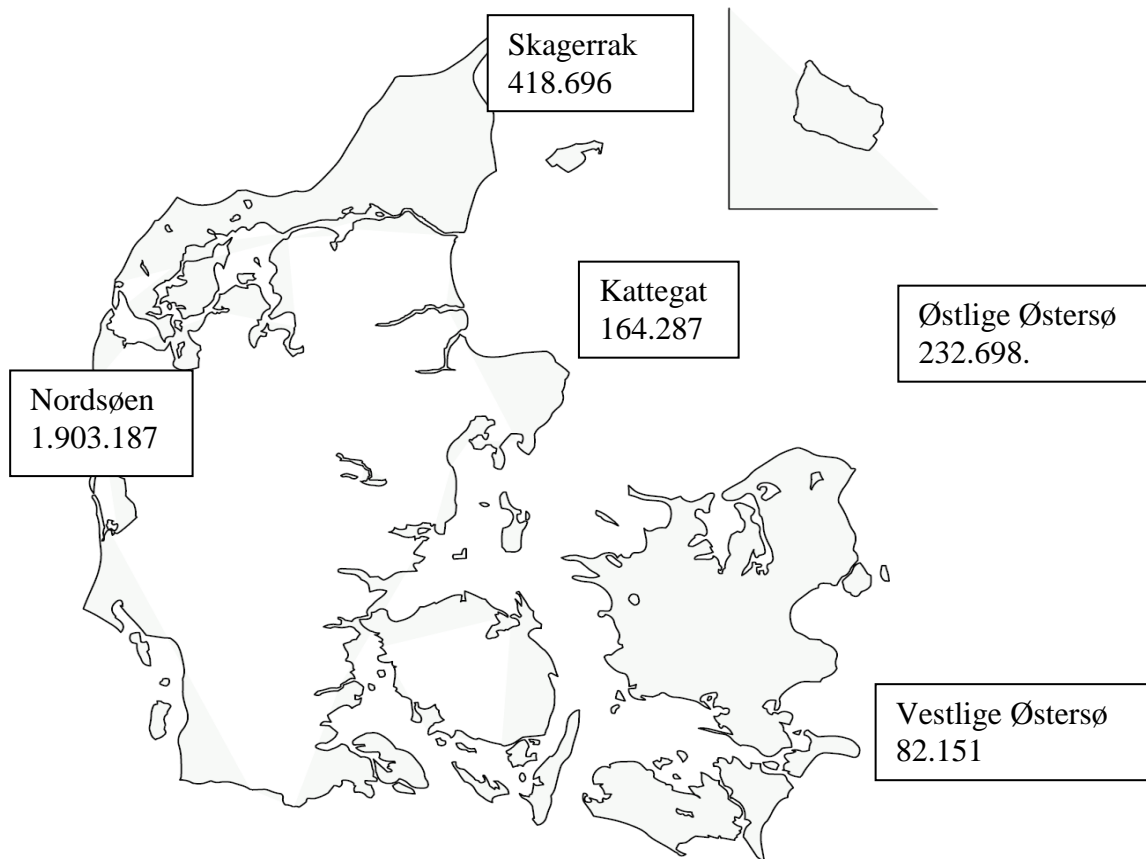 Skagerrak
418.696
Kattegat
164.287
Østlige Østersø
232.698.
Nordsøen
1.903.187
Vestlige Østersø
82.151